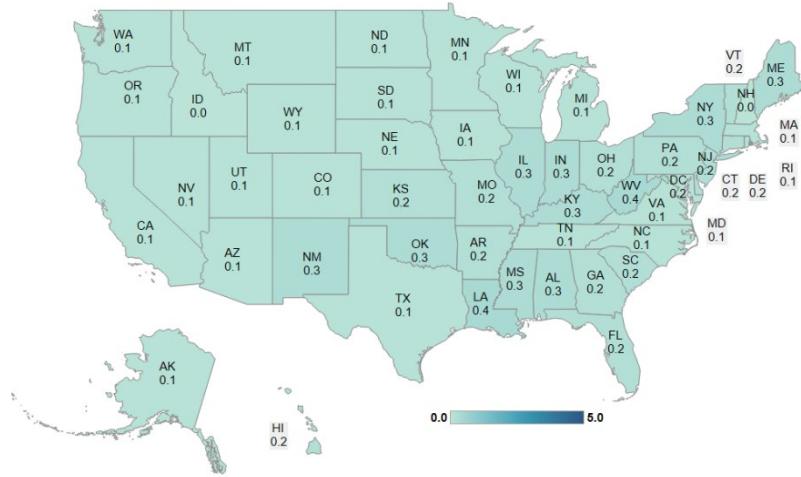 WA
0.1
MT
0.1
ND
0.1
MN
0.1
VT
0.2
ME
0.3
OR
0.1
ID
0.0
SD
0.1
WI
0.1
MI
0.1
NY
0.3
NH
0.0
MA
0.1
WY
0.1
NE
0.1
IA
0.1
PA
0.2
NJ
0.2
RI
0.1
CT
0.2
DE
0.2
NV
0.1
UT
0.1
CO
0.1
KS
0.2
MO
0.2
IL
0.3
IN
0.3
OH
0.2
WV
0.4
DC
0.2
MD
0.1
VA
0.1
KY
0.3
CA
0.1
AZ
0.1
NM
0.3
OK
0.3
AR
0.2
TN
0.1
NC
0.1
SC
0.2
TX
0.1
LA
0.4
MS
0.3
AL
0.3
GA
0.2
FL
0.2
AK
0.1
HI
0.2
0.0 5.0